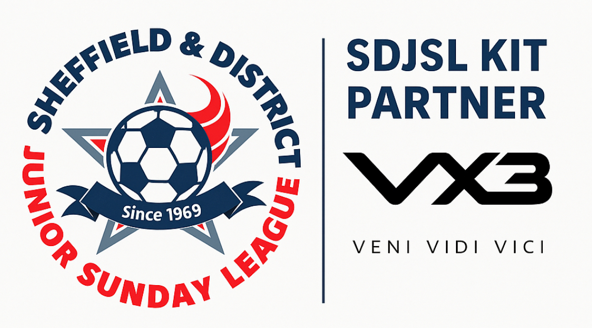 SHEFFIELD & DISTRICT
JUNIOR SUNDAY LEAGUE
Since 1969
SDJSL KIT
PARTNER
VX3
VENI VIDI VICI